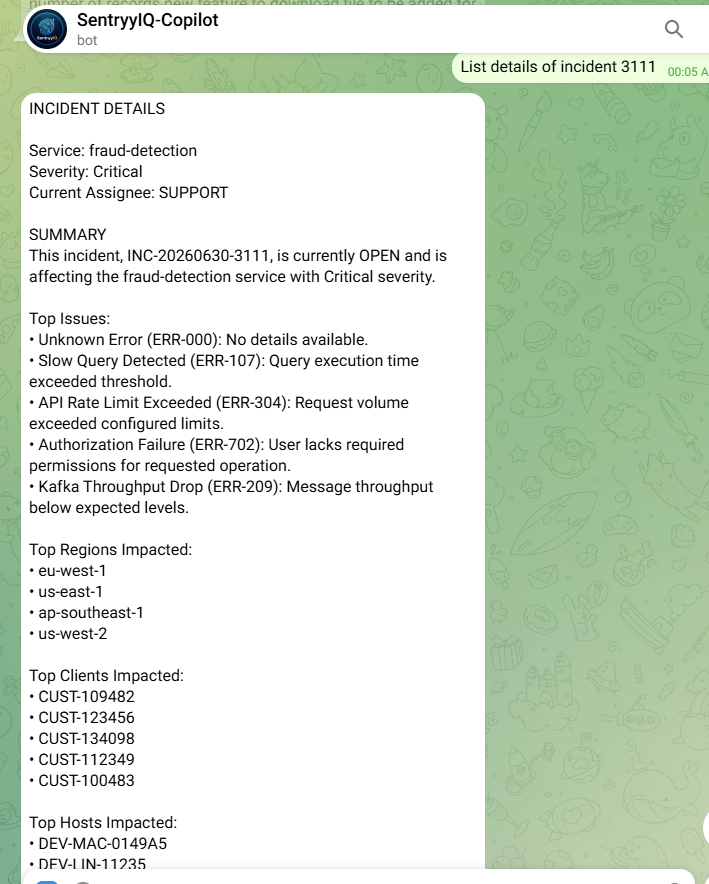 number of records new feature to download file to be added for
SentryyIQ-Copilot
bot
SentryyIQ
List details of incident 3111 00:05 A
INCIDENT DETAILS
Service: fraud-detection
Severity: Critical
Current Assignee: SUPPORT
SUMMARY
This incident, INC-20260630-3111, is currently OPEN and is
affecting the fraud-detection service with Critical severity.
Top Issues:
• Unknown Error (ERR-000): No details available.
• Slow Query Detected (ERR-107): Query execution time
exceeded threshold.
• API Rate Limit Exceeded (ERR-304): Request volume
exceeded configured limits.
• Authorization Failure (ERR-702): User lacks required
permissions for requested operation.
• Kafka Throughput Drop (ERR-209): Message throughput
below expected levels.
Top Regions Impacted:
• eu-west-1
• us-east-1
• ap-southeast-1
• us-west-2
Top Clients Impacted:
• CUST-109482
• CUST-123456
• CUST-134098
• CUST-112349
• CUST-100483
Top Hosts Impacted:
• DEV-MAC-0149A5
• DEV-LIN-11235